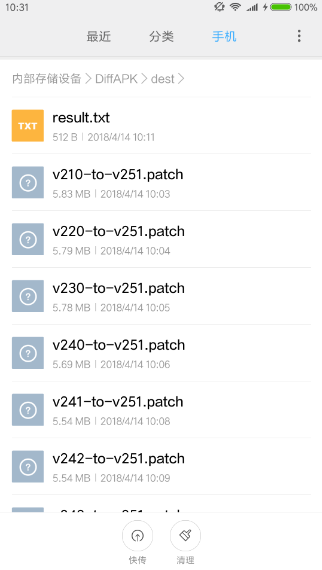 10:31
100%
最近 分类 手机
内部存储设备 > DiffAPK > dest >
TXT
result.txt
512 B | 2018/4/14 10:11
v210-to-v251.patch
5.83 MB | 2018/4/14 10:03
v220-to-v251.patch
5.79 MB | 2018/4/14 10:04
v230-to-v251.patch
5.78 MB | 2018/4/14 10:05
v240-to-v251.patch
5.69 MB | 2018/4/14 10:06
v241-to-v251.patch
5.54 MB | 2018/4/14 10:08
v242-to-v251.patch
5.54 MB | 2018/4/14 10:09
快传 清理